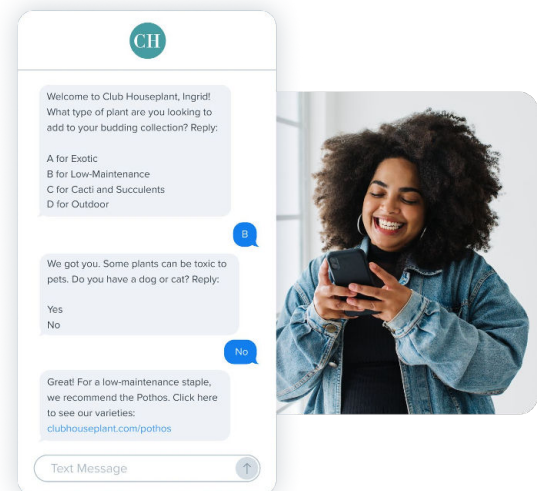 CH
Welcome to Club Houseplant, Ingrid!
What type of plant are you looking to
add to your budding collection? Reply:
A for Exotic
B for Low-Maintenance
C for Cacti and Succulents
D for Outdoor
B
We got you. Some plants can be toxic to
pets. Do you have a dog or cat? Reply:
Yes
No
No
Great! For a low-maintenance staple,
we recommend the Pothos. Click here
to see our varieties:
clubhouseplant.com/pothos
Text Message